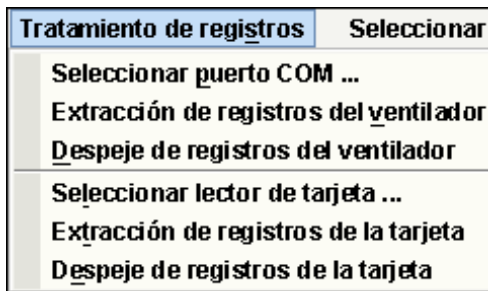 Tratamiento de registros Seleccionar
Seleccionar puerto COM ...
Extracción de registros del ventilador
Despeje de registros del ventilador
Seleccionar lector de tarjeta ...
Extracción de registros de la tarjeta
Despeje de registros de la tarjeta